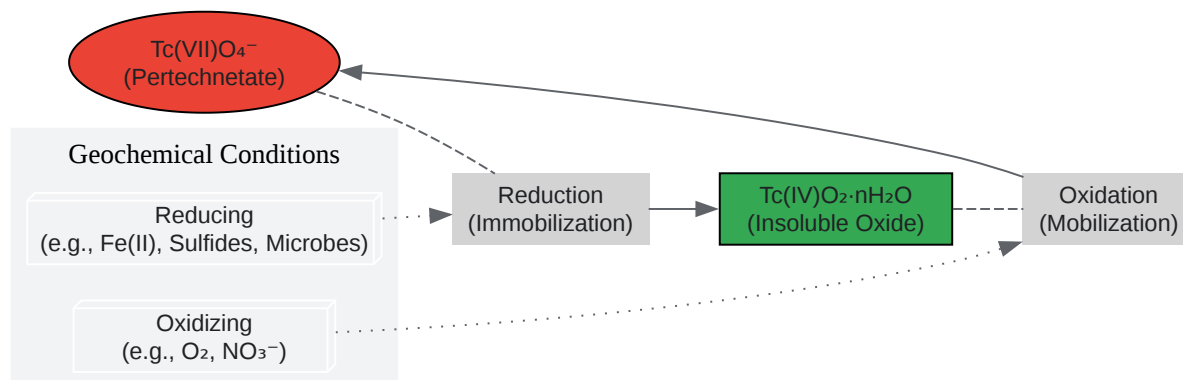 Tc(VII)O₄⁻
(Pertechnetate)
Geochemical Conditions
Reducing
(e.g., Fe(II), Sulfides, Microbes)
Reduction
(Immobilization)
Tc(IV)O₂·nH₂O
(Insoluble Oxide)
Oxidation
(Mobilization)
Oxidizing
(e.g., O₂, NO₃⁻)